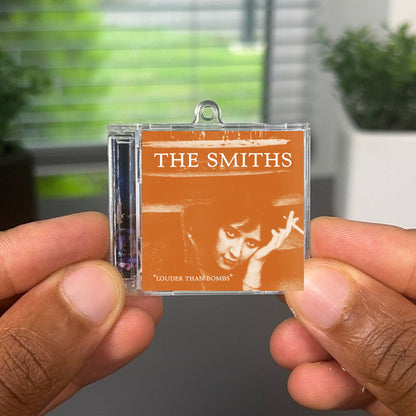 THE SMITHS
"LOUDER THAN BOMBS"